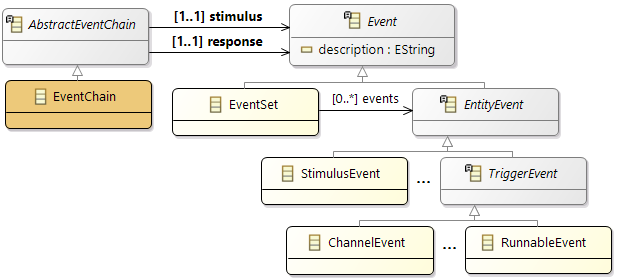 AbstractEventChain
[1..1] stimulus
[1..1] response
Event
description : EString
EventChain
EventSet
[0..*] events
EntityEvent
StimulusEvent
...
TriggerEvent
ChannelEvent
...
RunnableEvent